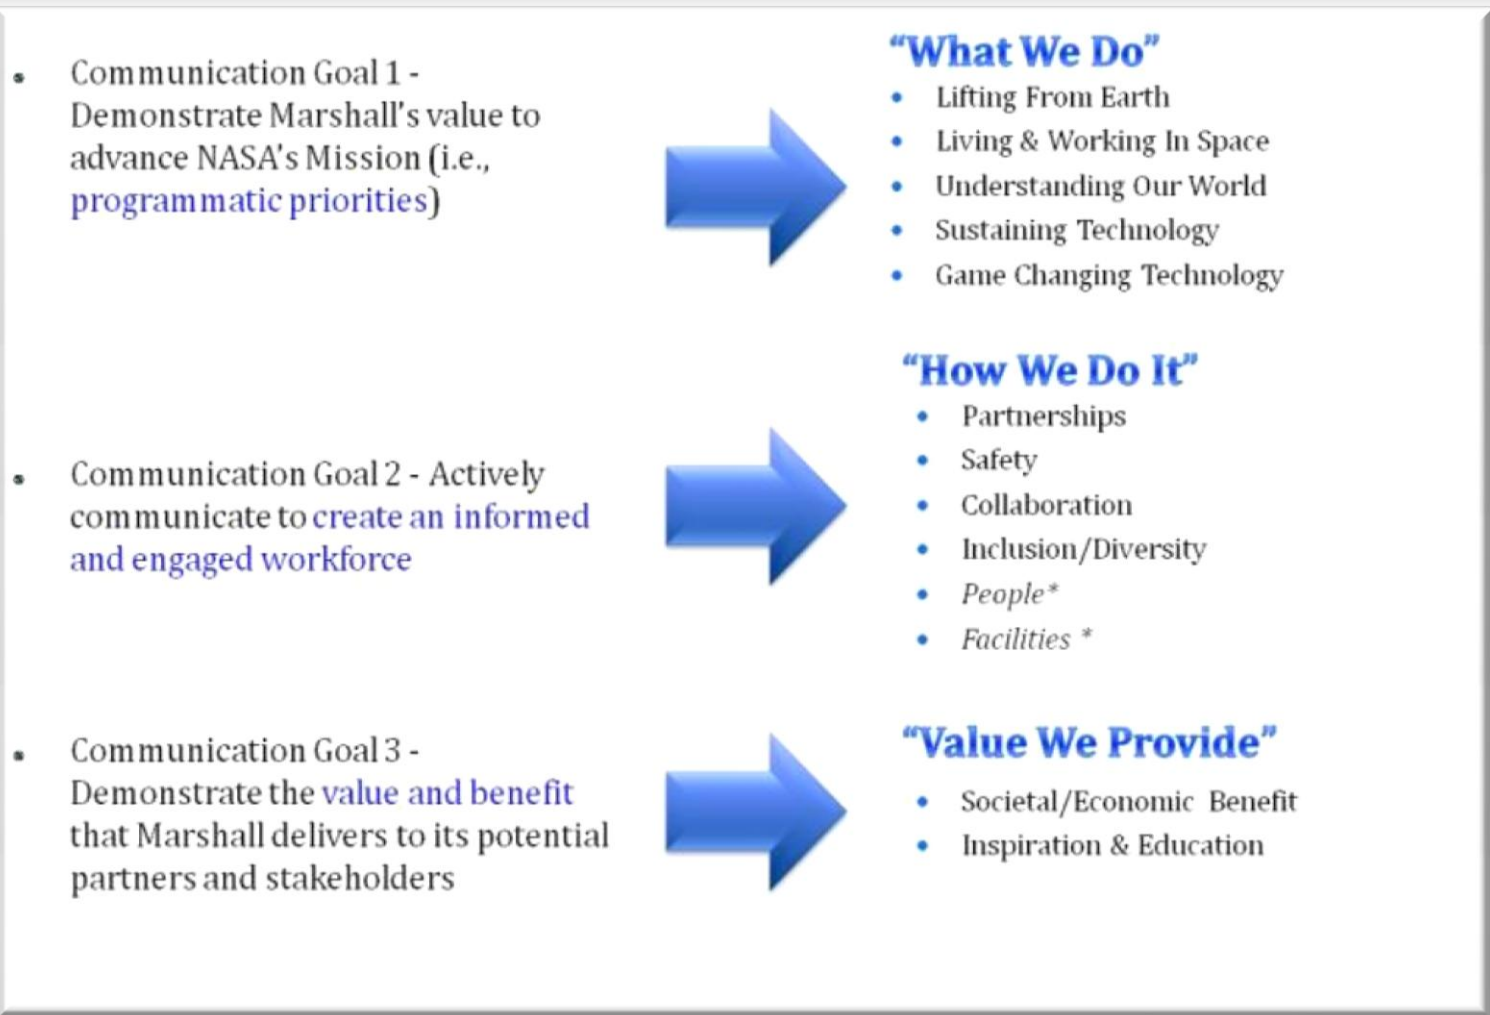 • Communication Goal 1 -
Demonstrate Marshall's value to
advance NASA's Mission (i.e.,
programmatic priorities)
"What We Do"
• Lifting From Earth
• Living & Working In Space
• Understanding Our World
• Sustaining Technology
• Game Changing Technology
• Communication Goal 2 - Actively
communicate to create an informed
and engaged workforce
"How We Do It"
• Partnerships
• Safety
• Collaboration
• Inclusion/Diversity
• People*
• Facilities *
• Communication Goal 3 -
Demonstrate the value and benefit
that Marshall delivers to its potential
partners and stakeholders
"Value We Provide"
• Societal/Economic Benefit
• Inspiration & Education